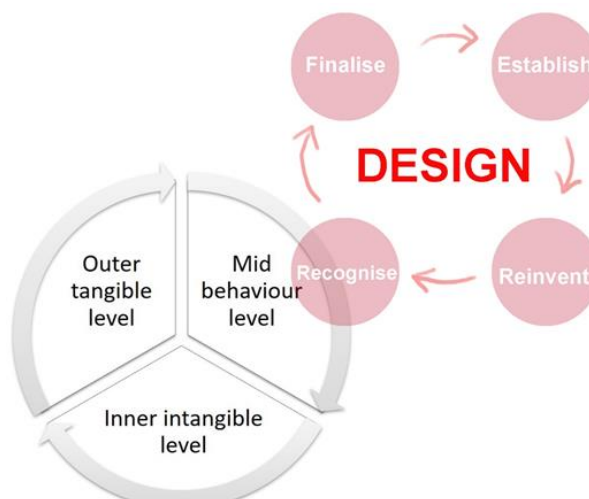 Finalise
Establish
DESIGN
Recognise
Reinvent
Outer
tangible
level
Mid
behaviour
level
Inner intangible
level